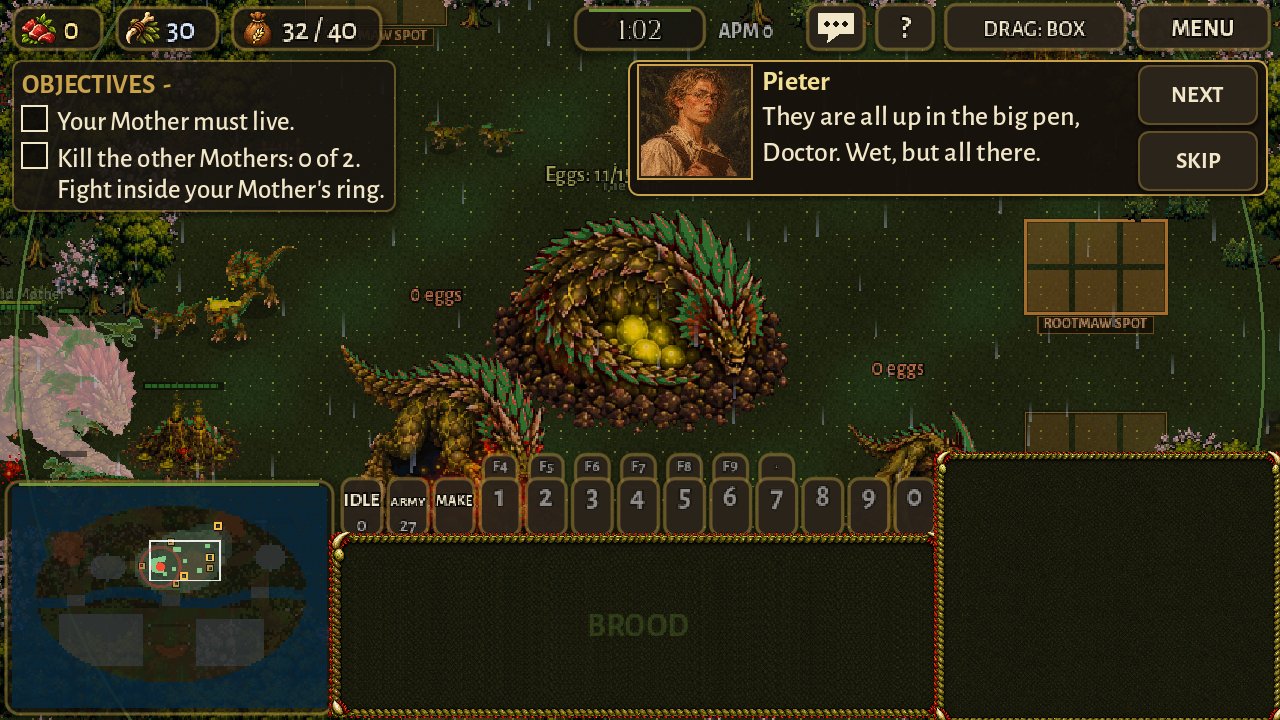 0
30
32 / 40
1:02
APM 0
?
DRAG: BOX
MENU
SPOT
OBJECTIVES -
Your Mother must live.
Kill the other Mothers: 0 of 2.
Fight inside your Mother's ring.
Pieter
They are all up in the big pen,
Doctor. Wet, but all there.
NEXT
SKIP
Eggs: 11/15
0 eggs
ROOTMAW SPOT
0 eggs
F4
F5
F6
F7
F8
F9
IDLE
0
ARMY
27
MAKE
1
2
3
4
5
6
7
8
9
0
BROOD